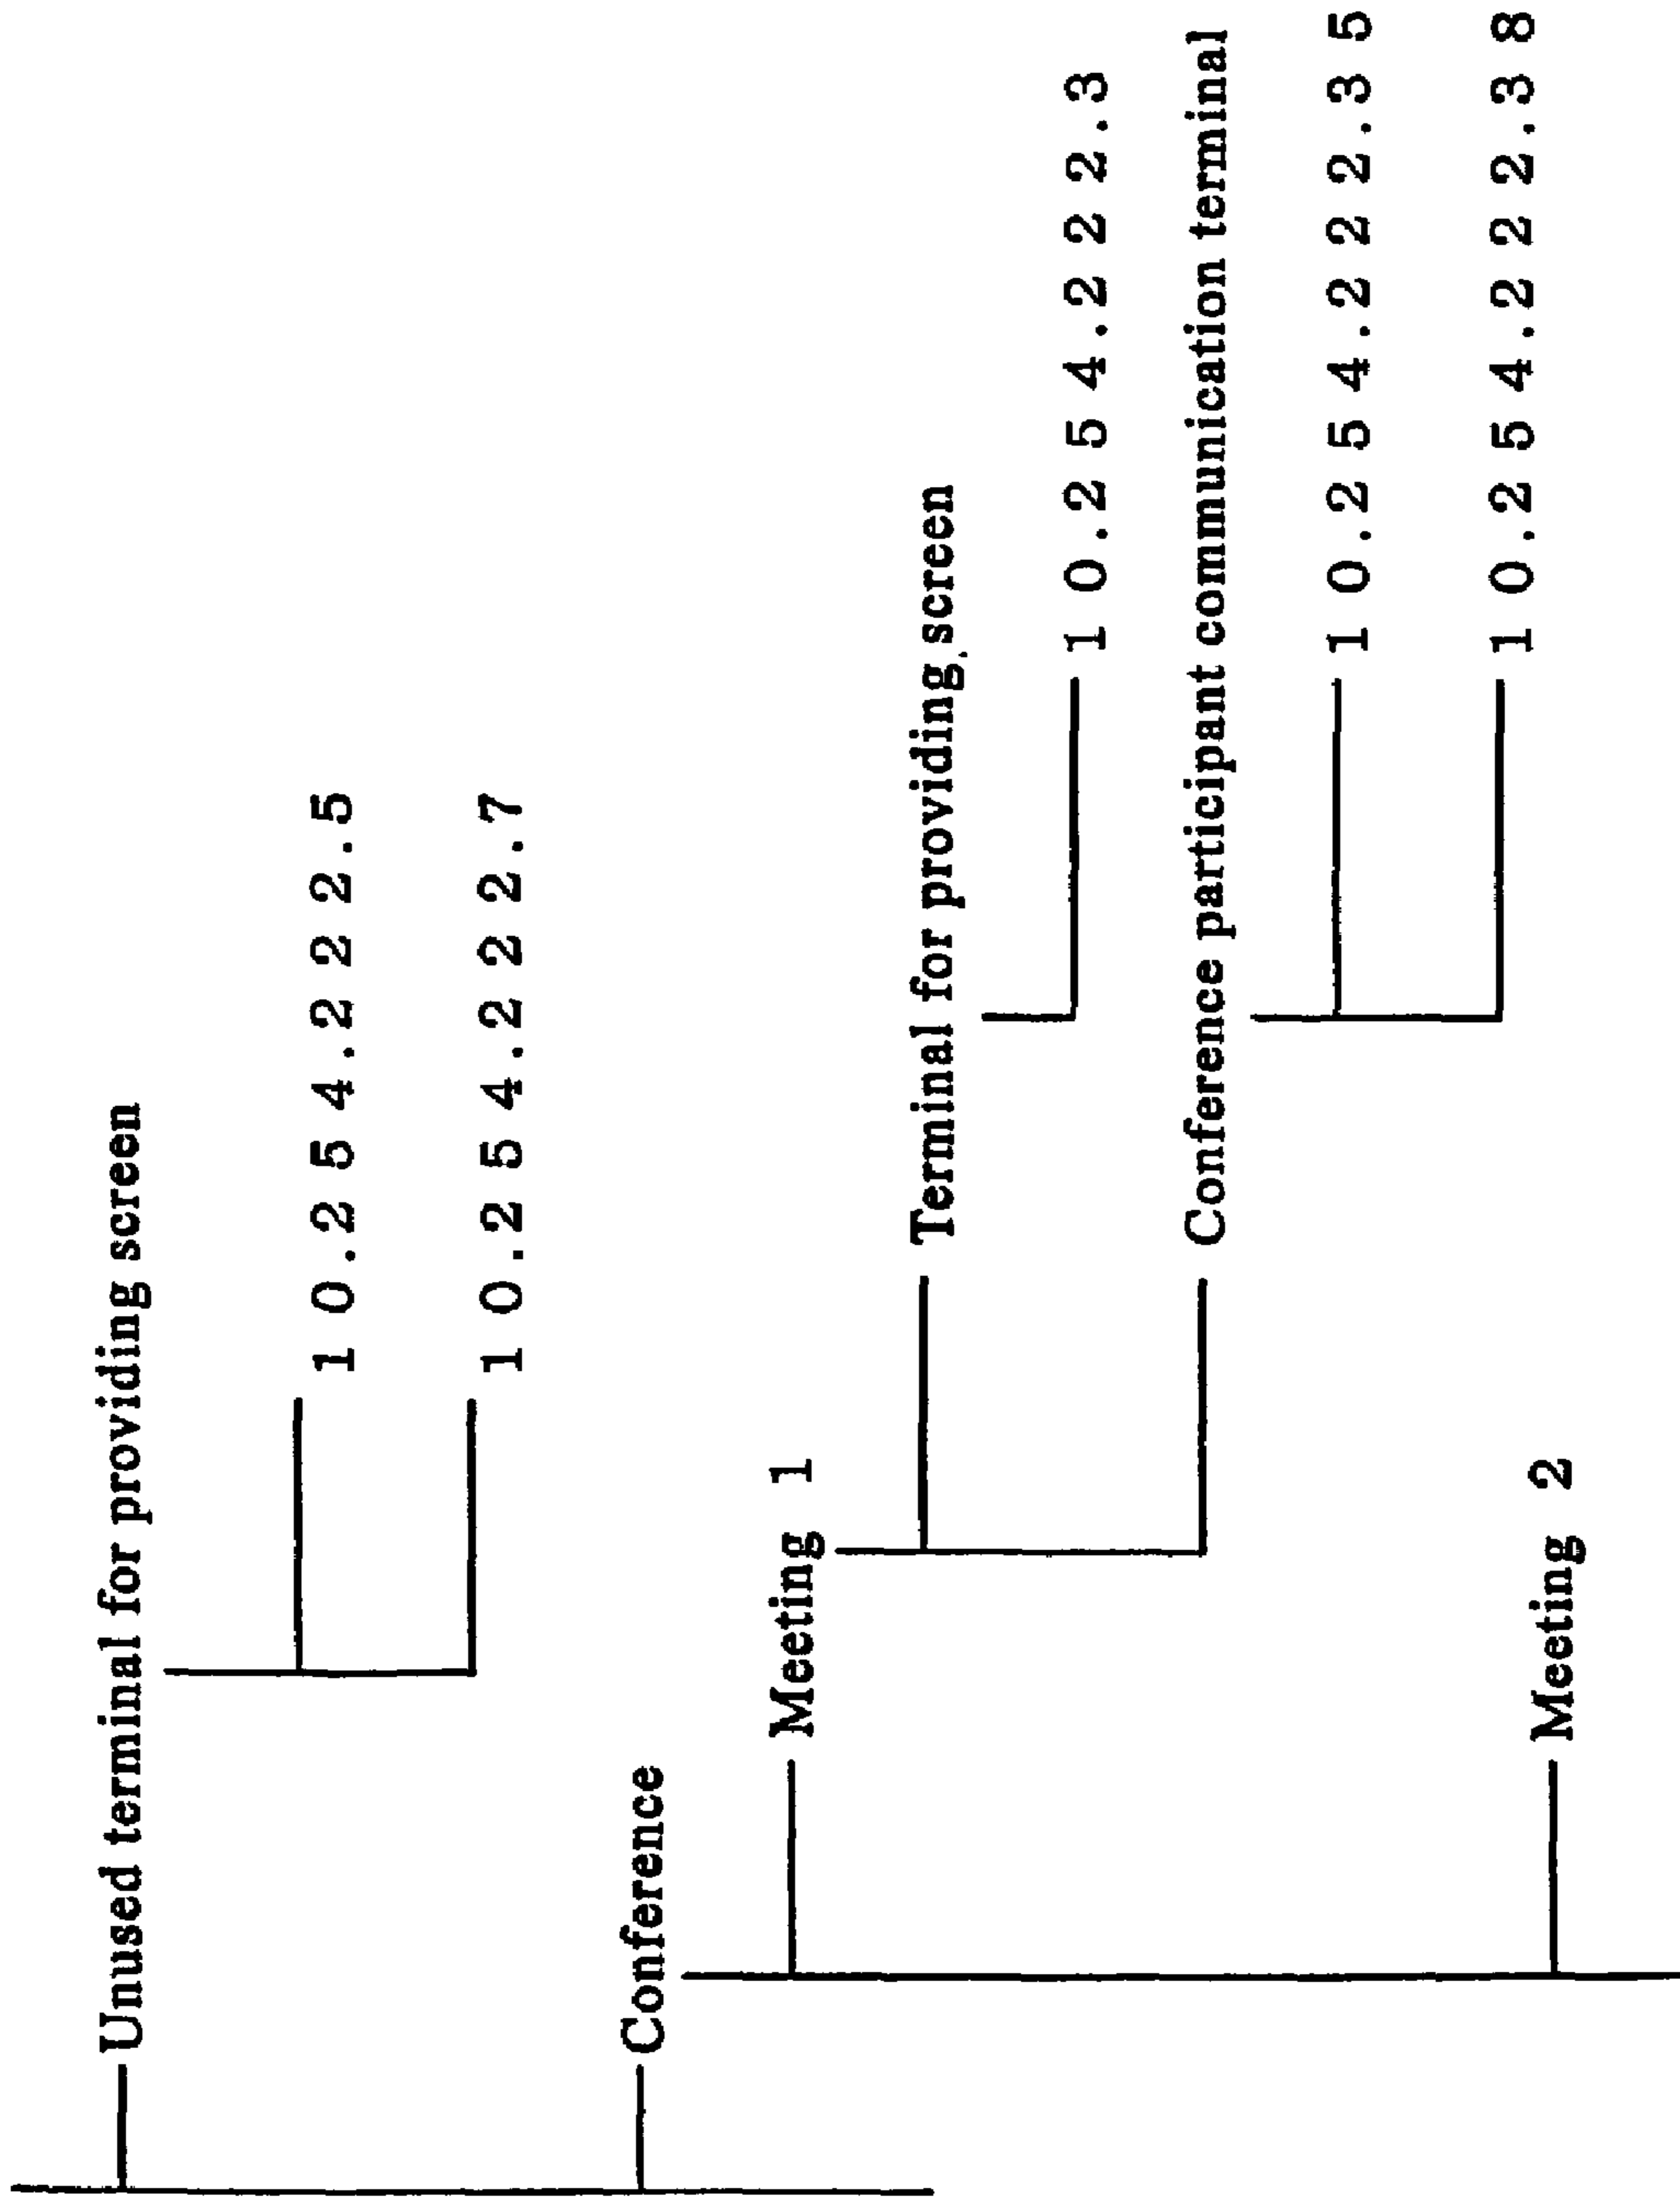 Unused terminal for providing screen
10.254.222.5
10.254.222.7
Conference
Meeting 1
Terminal for providing screen
10.254.222.3
Conference participant communication terminal
10.254.222.35
10.254.222.38
Meeting 2